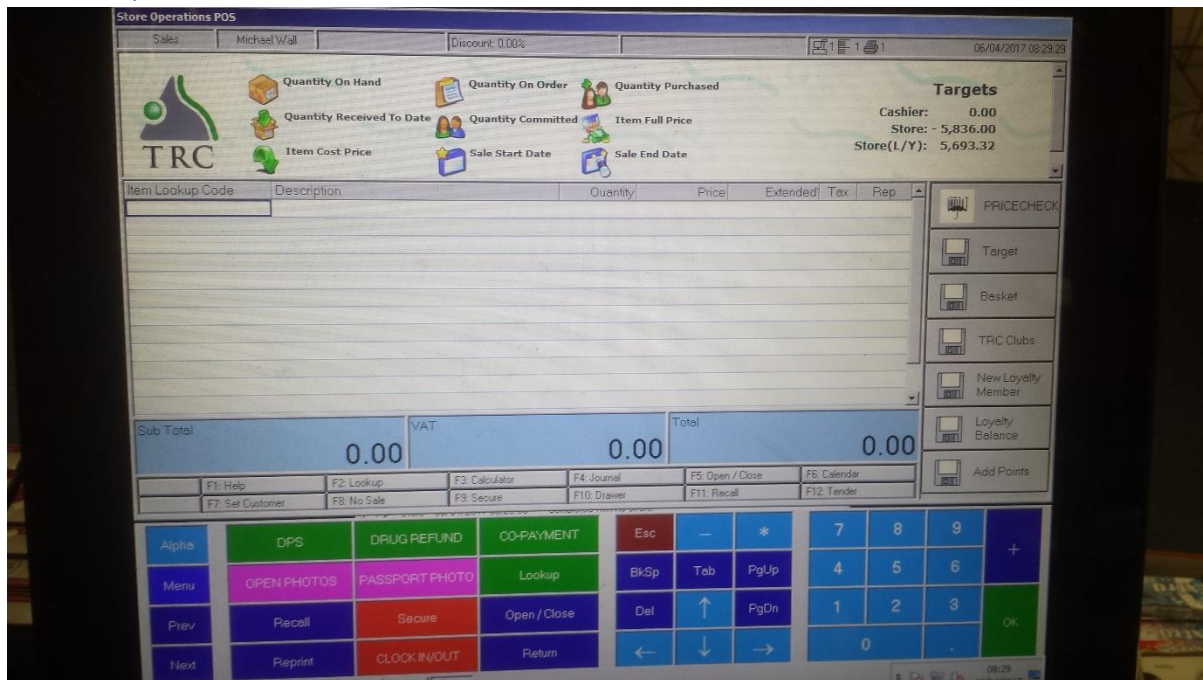 Store Operations POS
Sales Michael Wall Discount: 0.00% 1 1 1 06/04/2017 08:29:29
Quantity On Hand Quantity On Order Quantity Purchased Targets
Cashier: 0.00
Quantity Received To Date Quantity Committed Item Full Price Store: - 5,836.00
TRC Item Cost Price Sale Start Date Sale End Date Store(L/Y): 5,693.32
Item Lookup Code Description Quantity Price Extended Tax Rep
PRICECHECK
Target
Basket
TRC Clubs
New Loyalty
Member
Loyalty
Balance
Add Points
Sub Total VAT Total
0.00 0.00 0.00
F1: Help F2: Lookup F3: Calculator F4: Journal F5: Open / Close F6: Calendar
F7: Set Customer F8: No Sale F9: Secure F10: Drawer F11: Recall F12: Tender
Alpha DPS DRUG REFUND CO-PAYMENT Esc — * 7 8 9 +
Menu OPEN PHOTOS PASSPORT PHOTO Lookup BkSp Tab PgUp 4 5 6
Prev Recall Secure Open / Close Del ↑ PgDn 1 2 3 OK
Next Reprint CLOCK IN/OUT Return ← ↓ → 0 .
08:29